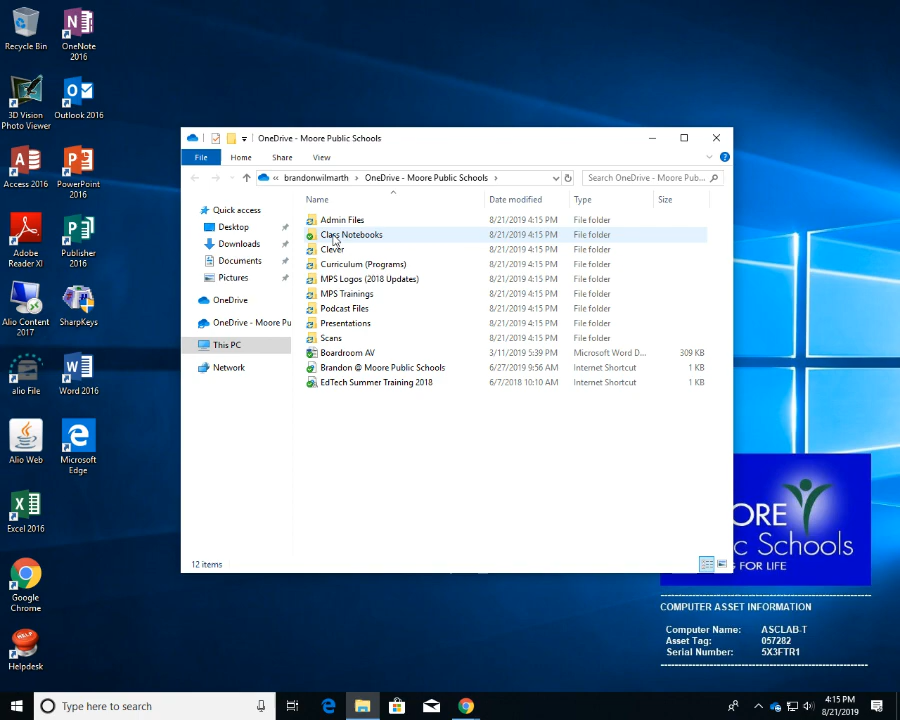 Recycle Bin
OneNote 2016
3D Vision Photo Viewer
Outlook 2016
Access 2016
PowerPoint 2016
Adobe Reader XI
Publisher 2016
Alio Content 2017
SharpKeys
alio File
Word 2016
Alio Web
Microsoft Edge
Excel 2016
Google Chrome
HELP
Helpdesk
OneDrive - Moore Public Schools
File Home Share View
« brandonwilmarth > OneDrive - Moore Public Schools >
Search OneDrive - Moore Pub...
Name Date modified Type Size
Quick access
Desktop
Downloads
Documents
Pictures
OneDrive
OneDrive - Moore Pu
This PC
Network
Admin Files 8/21/2019 4:15 PM File folder
Class Notebooks 8/21/2019 4:15 PM File folder
Clever 8/21/2019 4:15 PM File folder
Curriculum (Programs) 8/21/2019 4:15 PM File folder
MPS Logos (2018 Updates) 8/21/2019 4:15 PM File folder
MPS Trainings 8/21/2019 4:15 PM File folder
Podcast Files 8/21/2019 4:15 PM File folder
Presentations 8/21/2019 4:15 PM File folder
Scans 8/21/2019 4:15 PM File folder
Boardroom AV 3/11/2019 5:39 PM Microsoft Word D... 309 KB
Brandon @ Moore Public Schools 6/27/2019 9:56 AM Internet Shortcut 1 KB
EdTech Summer Training 2018 6/7/2018 10:10 AM Internet Shortcut 1 KB
12 items
ORE
c Schools
G FOR LIFE
COMPUTER ASSET INFORMATION
Computer Name: ASCLAB-T
Asset Tag: 057282
Serial Number: 5X3FTR1
Type here to search
4:15 PM
8/21/2019